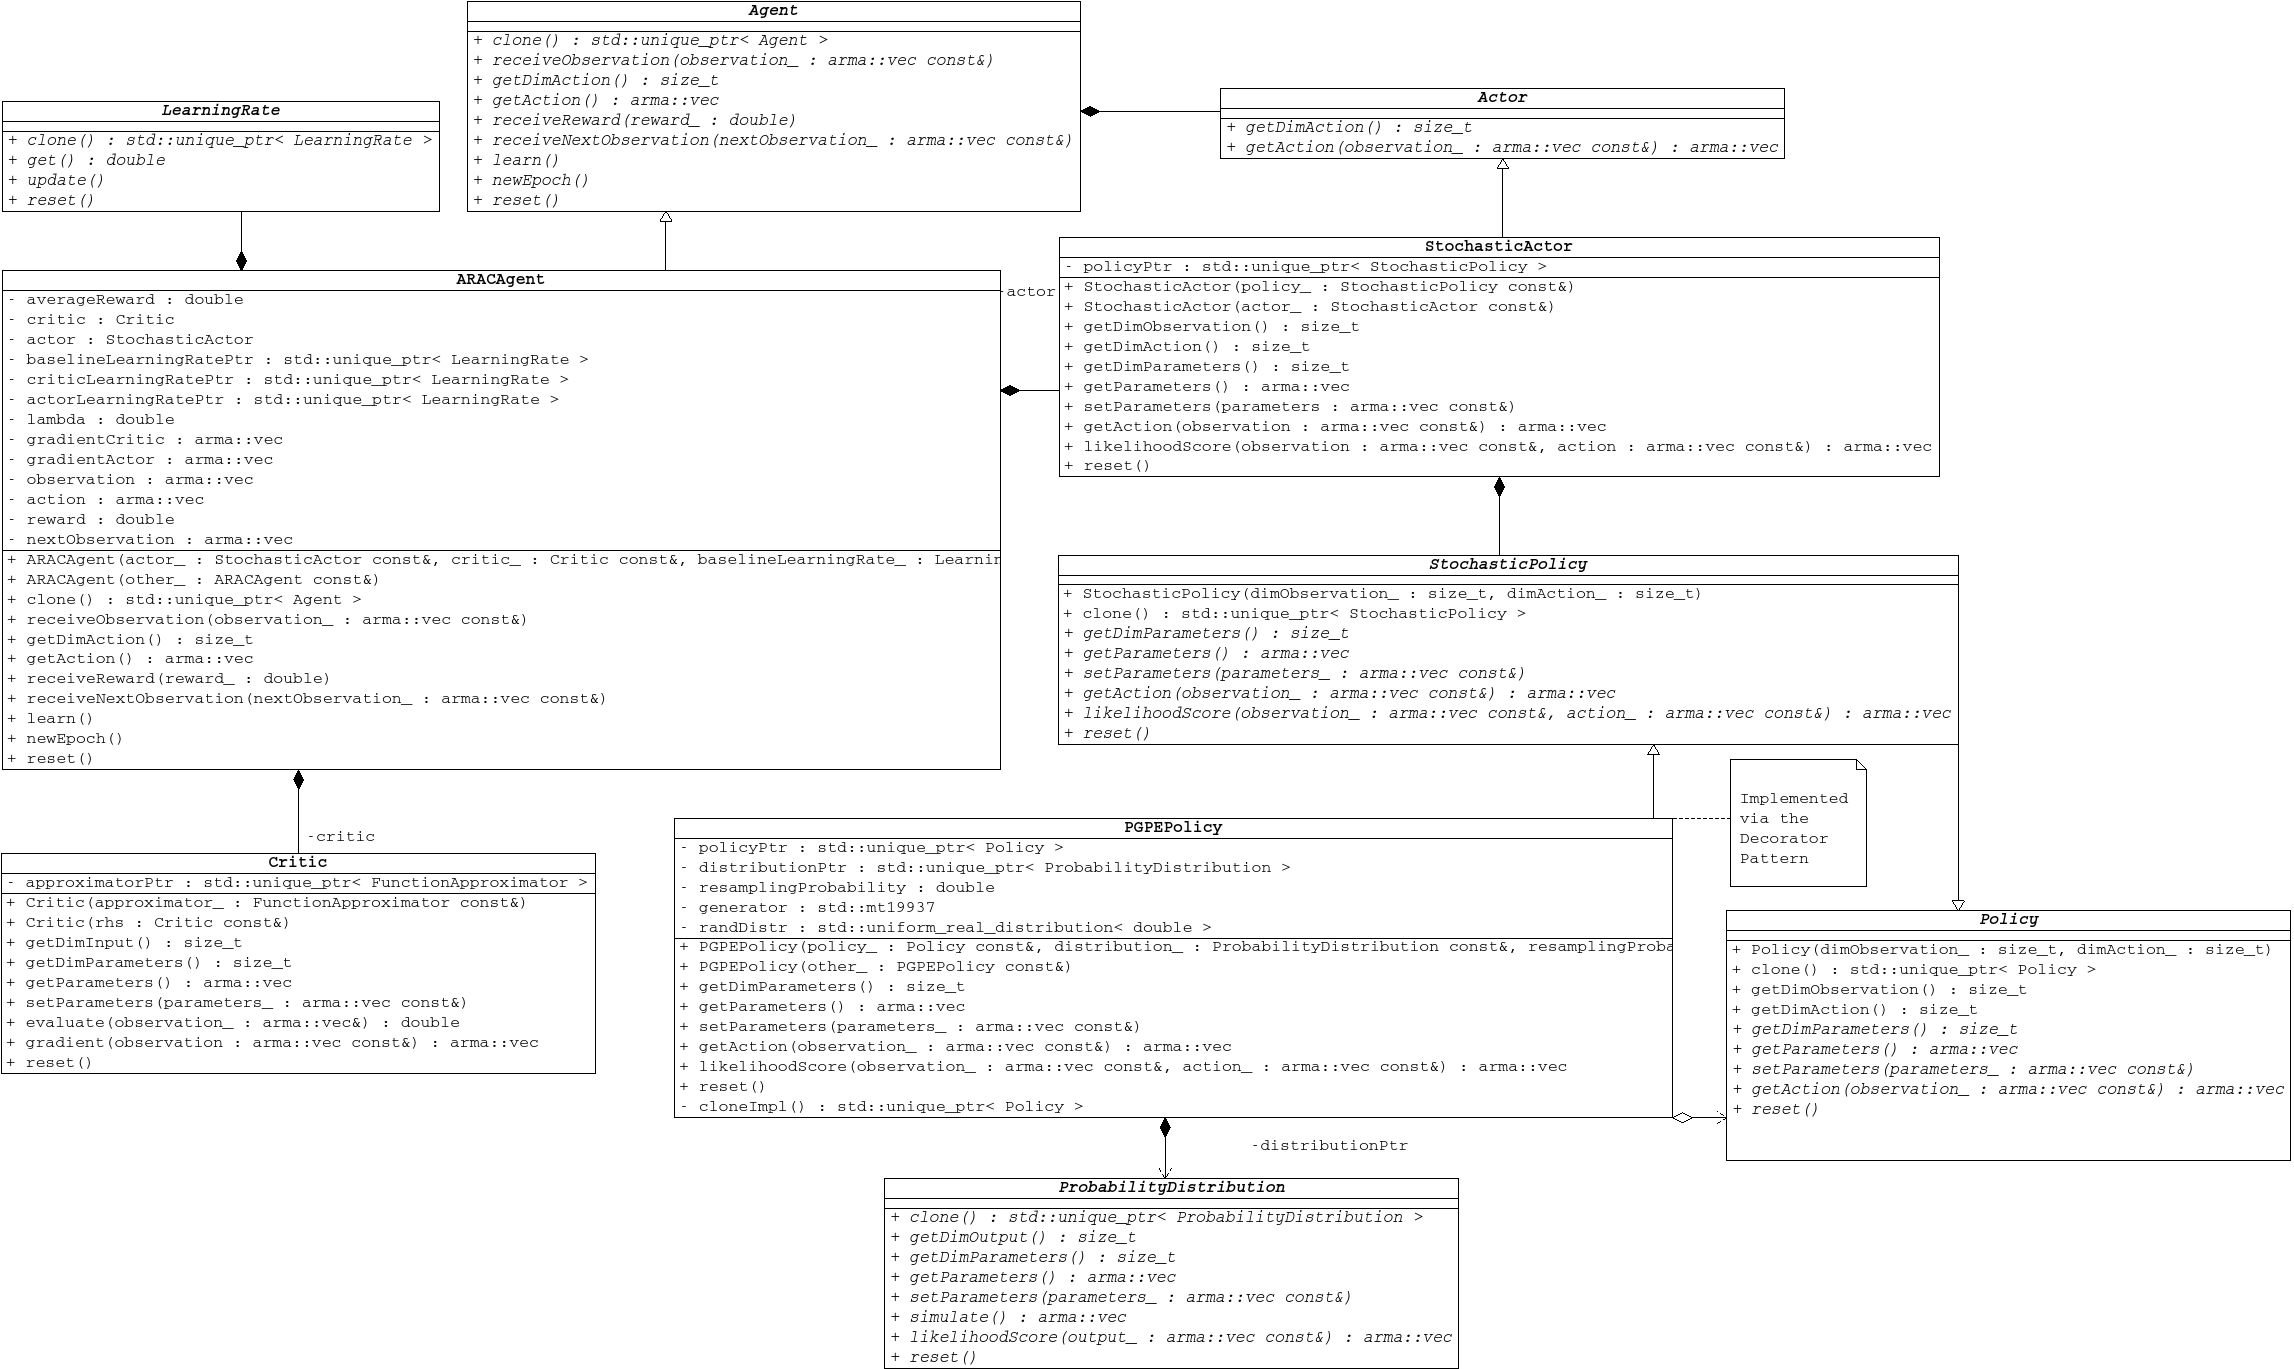 Agent
+ clone() : std::unique_ptr< Agent >
+ receiveObservation(observation_ : arma::vec const&)
+ getDimAction() : size_t
+ getAction() : arma::vec
+ receiveReward(reward_ : double)
+ receiveNextObservation(nextObservation_ : arma::vec const&)
+ learn()
+ newEpoch()
+ reset()
LearningRate
+ clone() : std::unique_ptr< LearningRate >
+ get() : double
+ update()
+ reset()
Actor
+ getDimAction() : size_t
+ getAction(observation_ : arma::vec const&) : arma::vec
ARACAgent
- averageReward : double
- critic : Critic
- actor : StochasticActor
- baselineLearningRatePtr : std::unique_ptr< LearningRate >
- criticLearningRatePtr : std::unique_ptr< LearningRate >
- actorLearningRatePtr : std::unique_ptr< LearningRate >
- lambda : double
- gradientCritic : arma::vec
- gradientActor : arma::vec
- observation : arma::vec
- action : arma::vec
- reward : double
- nextObservation : arma::vec
+ ARACAgent(actor_ : StochasticActor const&, critic_ : Critic const&, baselineLearningRate_ : Learnin
+ ARACAgent(other_ : ARACAgent const&)
+ clone() : std::unique_ptr< Agent >
+ receiveObservation(observation_ : arma::vec const&)
+ getDimAction() : size_t
+ getAction() : arma::vec
+ receiveReward(reward_ : double)
+ receiveNextObservation(nextObservation_ : arma::vec const&)
+ learn()
+ newEpoch()
+ reset()
-actor
StochasticActor
- policyPtr : std::unique_ptr< StochasticPolicy >
+ StochasticActor(policy_ : StochasticPolicy const&)
+ StochasticActor(actor_ : StochasticActor const&)
+ getDimObservation() : size_t
+ getDimAction() : size_t
+ getDimParameters() : size_t
+ getParameters() : arma::vec
+ setParameters(parameters : arma::vec const&)
+ getAction(observation : arma::vec const&) : arma::vec
+ likelihoodScore(observation : arma::vec const&, action : arma::vec const&) : arma::vec
+ reset()
StochasticPolicy
+ StochasticPolicy(dimObservation_ : size_t, dimAction_ : size_t)
+ clone() : std::unique_ptr< StochasticPolicy >
+ getDimParameters() : size_t
+ getParameters() : arma::vec
+ setParameters(parameters_ : arma::vec const&)
+ getAction(observation_ : arma::vec const&) : arma::vec
+ likelihoodScore(observation_ : arma::vec const&, action_ : arma::vec const&) : arma::vec
+ reset()
-critic
Critic
- approximatorPtr : std::unique_ptr< FunctionApproximator >
+ Critic(approximator_ : FunctionApproximator const&)
+ Critic(rhs : Critic const&)
+ getDimInput() : size_t
+ getDimParameters() : size_t
+ getParameters() : arma::vec
+ setParameters(parameters_ : arma::vec const&)
+ evaluate(observation_ : arma::vec&) : double
+ gradient(observation : arma::vec const&) : arma::vec
+ reset()
PGPEPolicy
- policyPtr : std::unique_ptr< Policy >
- distributionPtr : std::unique_ptr< ProbabilityDistribution >
- resamplingProbability : double
- generator : std::mt19937
- randDistr : std::uniform_real_distribution< double >
+ PGPEPolicy(policy_ : Policy const&, distribution_ : ProbabilityDistribution const&, resamplingProba
+ PGPEPolicy(other_ : PGPEPolicy const&)
+ getDimParameters() : size_t
+ getParameters() : arma::vec
+ setParameters(parameters_ : arma::vec const&)
+ getAction(observation_ : arma::vec const&) : arma::vec
+ likelihoodScore(observation_ : arma::vec const&, action_ : arma::vec const&) : arma::vec
+ reset()
- cloneImpl() : std::unique_ptr< Policy >
Implemented
via the
Decorator
Pattern
Policy
+ Policy(dimObservation_ : size_t, dimAction_ : size_t)
+ clone() : std::unique_ptr< Policy >
+ getDimObservation() : size_t
+ getDimAction() : size_t
+ getDimParameters() : size_t
+ getParameters() : arma::vec
+ setParameters(parameters_ : arma::vec const&)
+ getAction(observation_ : arma::vec const&) : arma::vec
+ reset()
-distributionPtr
ProbabilityDistribution
+ clone() : std::unique_ptr< ProbabilityDistribution >
+ getDimOutput() : size_t
+ getDimParameters() : size_t
+ getParameters() : arma::vec
+ setParameters(parameters_ : arma::vec const&)
+ simulate() : arma::vec
+ likelihoodScore(output_ : arma::vec const&) : arma::vec
+ reset()